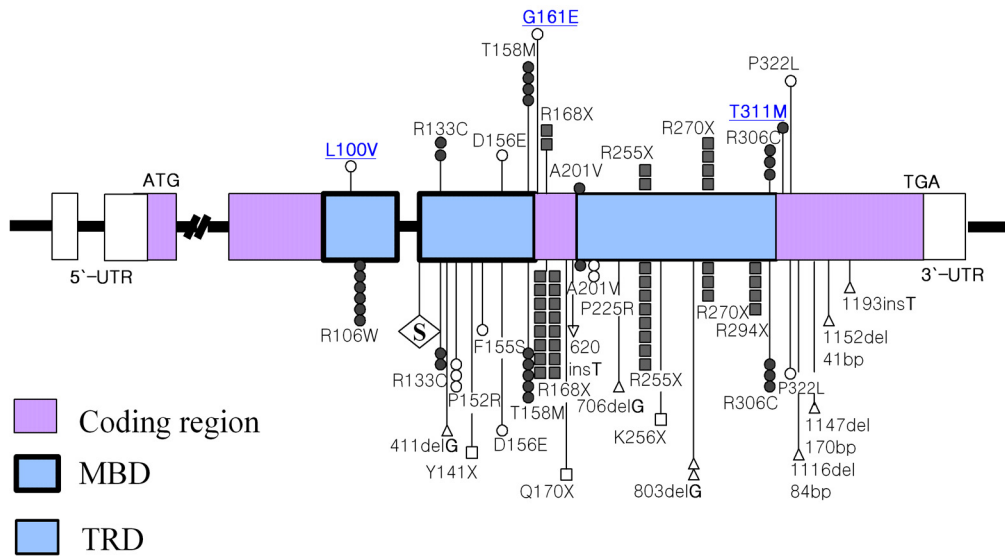 G161E
T158M
P322L
R168X
T311M
R133C
D156E
R270X
R306C
L100V
R255X
A201V
ATG
TGA
5`-UTR
3`-UTR
A201V
1193insT
P225R
R270X
R294X
R106W
S
F155S
620
insT
1152del
41bp
R133C
P152R
R168X
R255X
P322L
T158M
706delG
R306C
Coding region
411delG
D156E
K256X
1147del
170bp
Y141X
1116del
84bp
MBD
Q170X
803delG
TRD